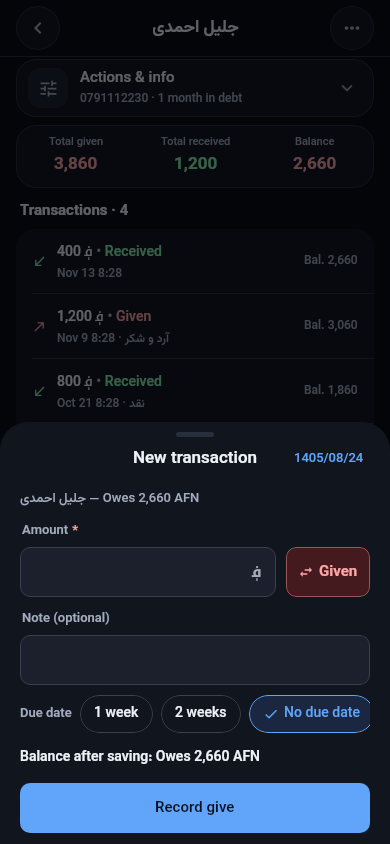 جلیل احمدی
Actions & info
0791112230 · 1 month in debt
Total given
Total received
Balance
3,860
1,200
2,660
Transactions · 4
400 ؋ • Received
Nov 13 8:28
Bal. 2,660
1,200 ؋ • Given
Nov 9 8:28 · آرد و شکر
Bal. 3,060
800 ؋ • Received
Oct 21 8:28 · نقد
Bal. 1,860
New transaction
1405/08/24
جلیل احمدی — Owes 2,660 AFN
Amount *
؋
Given
Note (optional)
Due date
1 week
2 weeks
No due date
Balance after saving: Owes 2,660 AFN
Record give